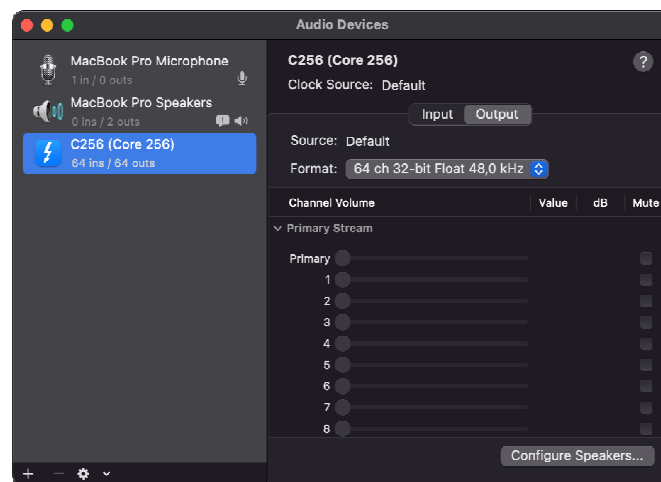 Audio Devices
MacBook Pro Microphone
1 in / 0 outs
MacBook Pro Speakers
0 ins / 2 outs
C256 (Core 256)
64 ins / 64 outs
C256 (Core 256)
?
Clock Source: Default
Input Output
Source: Default
Format: 64 ch 32-bit Float 48,0 kHz
Channel Volume Value dB Mute
Primary Stream
Primary
1
2
3
4
5
6
7
8
Configure Speakers...